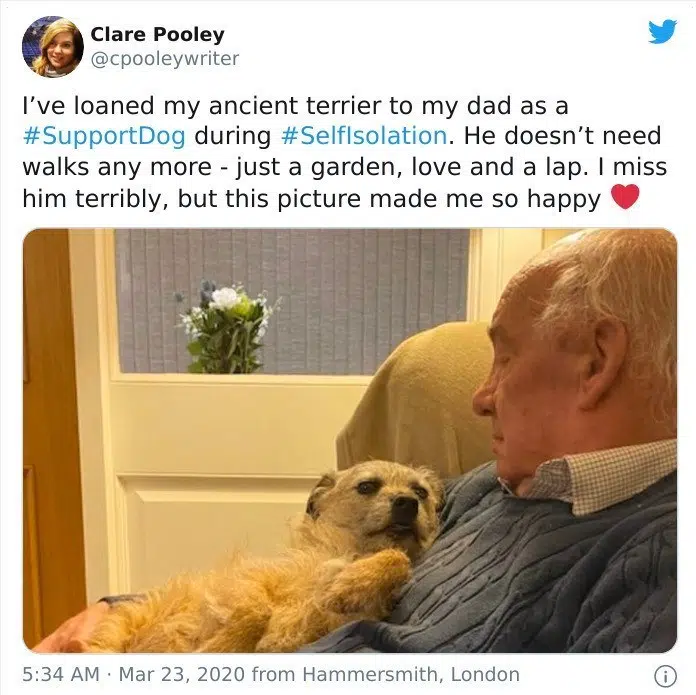 Clare Pooley
@cpooleywriter
I’ve loaned my ancient terrier to my dad as a
#SupportDog during #SelfIsolation. He doesn’t need
walks any more - just a garden, love and a lap. I miss
him terribly, but this picture made me so happy ❤️
5:34 AM · Mar 23, 2020 from Hammersmith, London